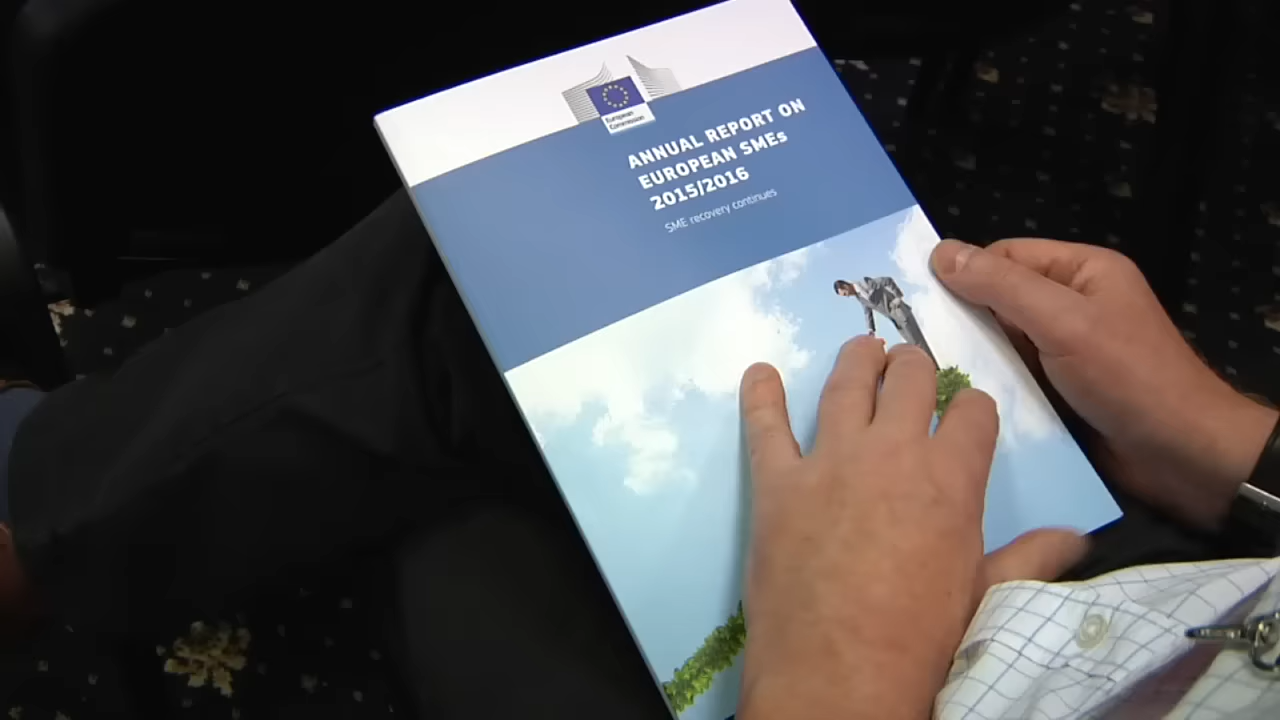 European
Commission
ANNUAL REPORT ON
EUROPEAN SMEs
2015/2016
SME recovery continues